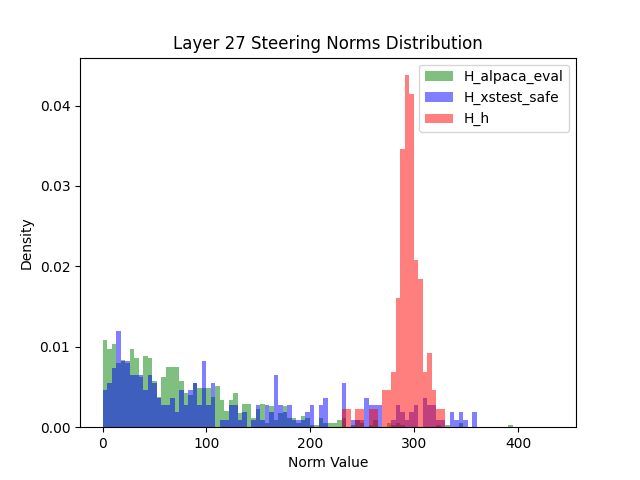 Layer 27 Steering Norms Distribution
H_alpaca_eval
H_xstest_safe
H_h
0.04
0.03
0.02
0.01
0.00
Density
0 100 200 300 400
Norm Value